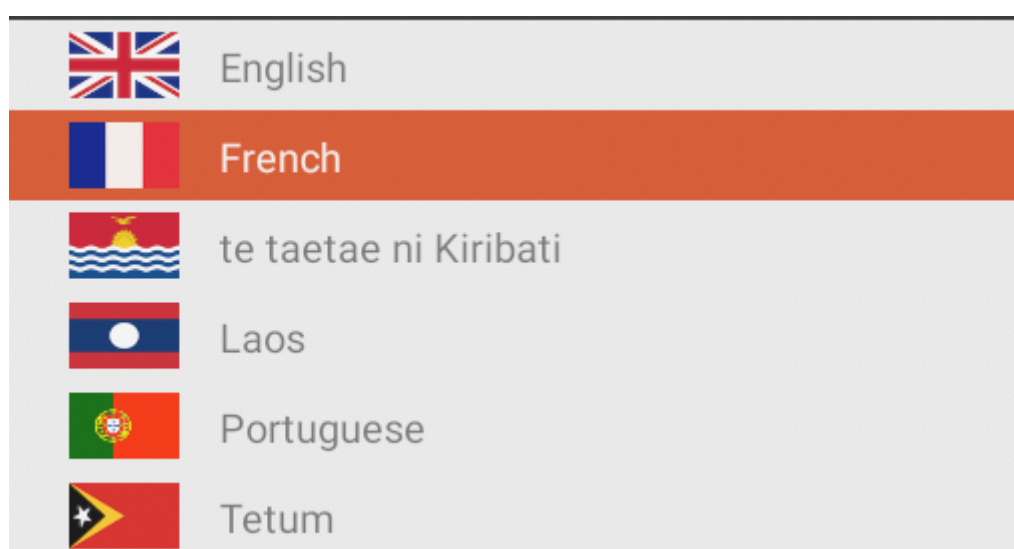 English
French
te taetae ni Kiribati
Laos
Portuguese
Tetum